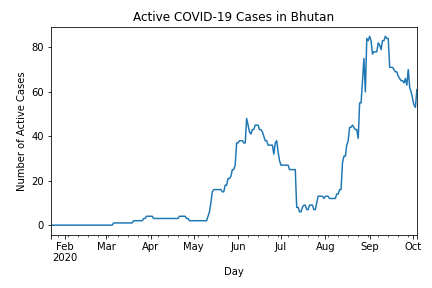 Active COVID-19 Cases in Bhutan
Number of Active Cases
80
60
40
20
0
Feb Mar Apr May Jun Jul Aug Sep Oct
2020
Day